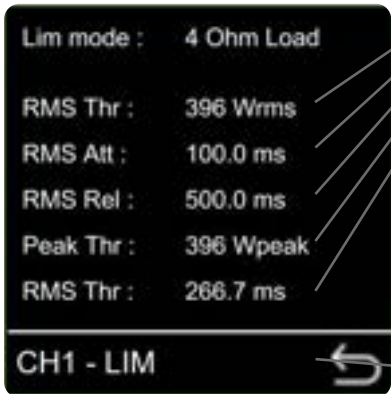 Lim mode : 4 Ohm Load
RMS Thr : 396 Wrms
RMS Att : 100.0 ms
RMS Rel : 500.0 ms
Peak Thr : 396 Wpeak
RMS Thr : 266.7 ms
CH1 - LIM